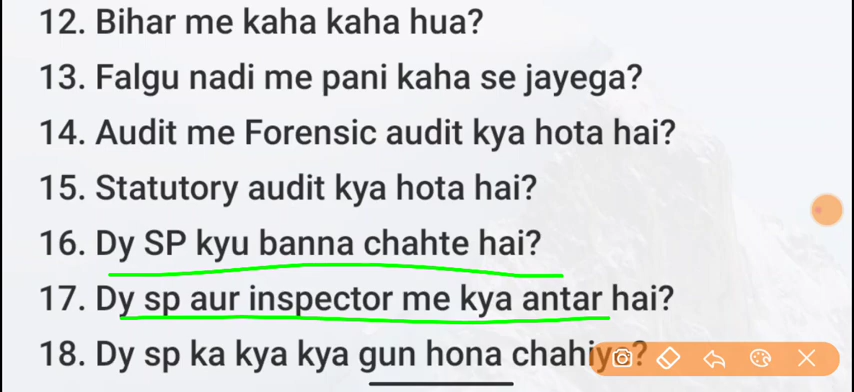 12. Bihar me kaha kaha hua?
13. Falgu nadi me pani kaha se jayega?
14. Audit me Forensic audit kya hota hai?
15. Statutory audit kya hota hai?
16. Dy SP kyu banna chahte hai?
17. Dy sp aur inspector me kya antar hai?
18. Dy sp ka kya kya gun hona chahiye?